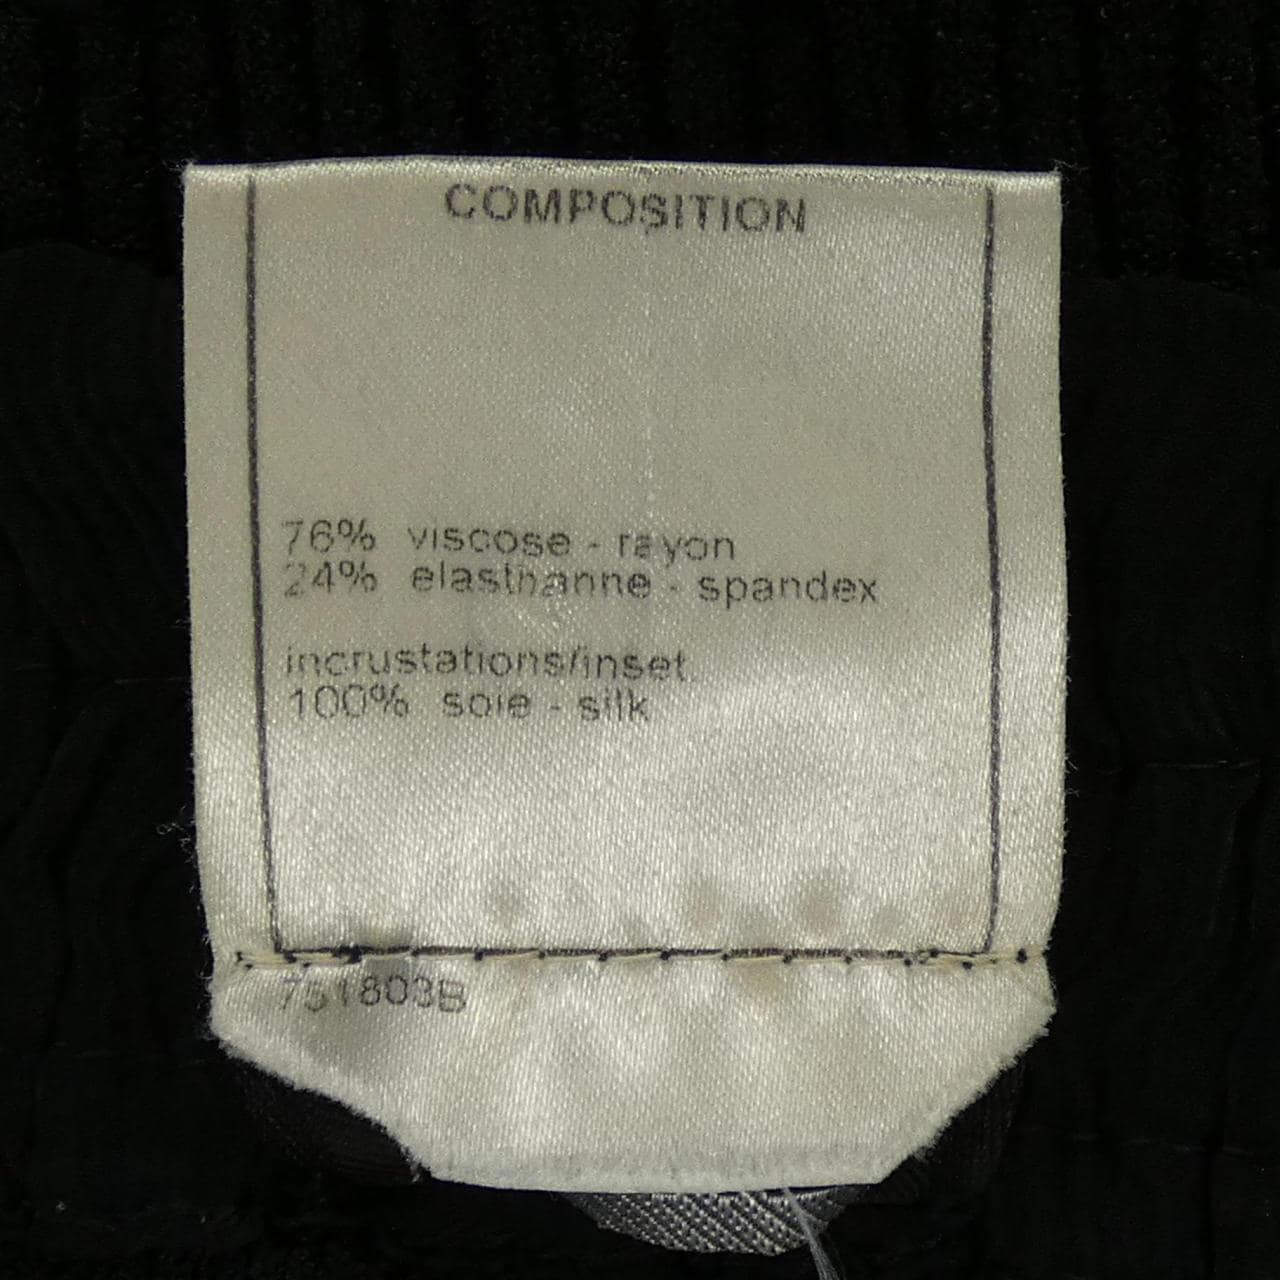 COMPOSITION
76% viscose - rayon
24% elasthanne - spandex
incrustations/inset
100% soie - silk
751803B